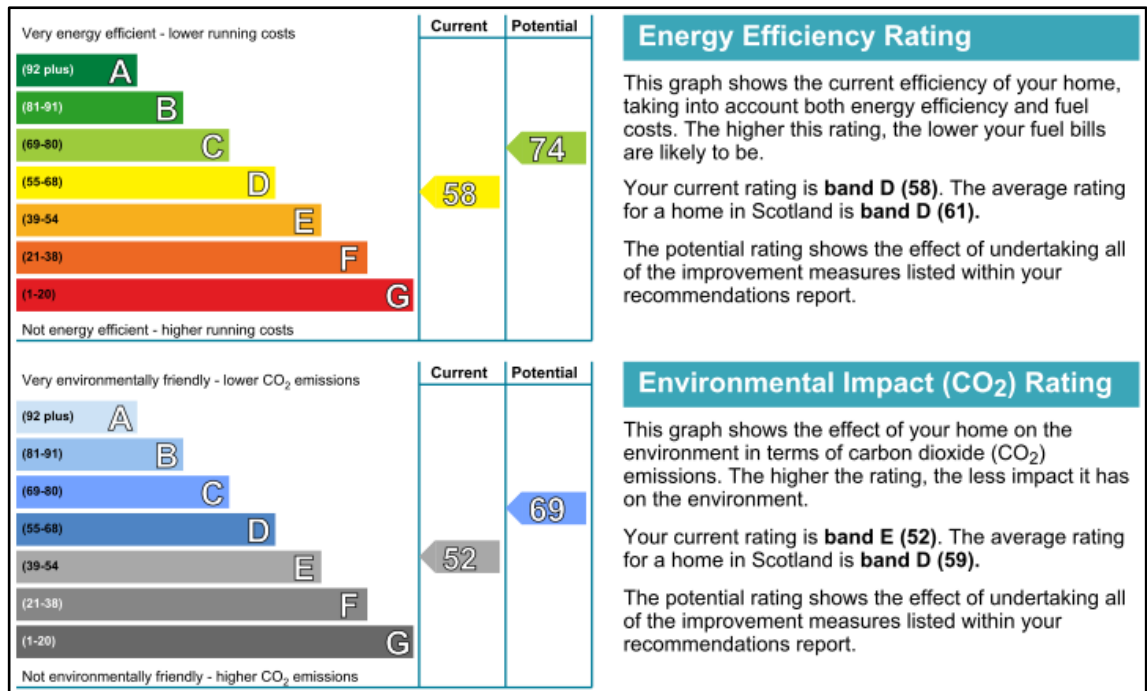 Very energy efficient - lower running costs
Current
Potential
(92 plus) A
(81-91) B
(69-80) C
(55-68) D
(39-54 E
(21-38) F
(1-20) G
58
74
Not energy efficient - higher running costs
Energy Efficiency Rating
This graph shows the current efficiency of your home,
taking into account both energy efficiency and fuel
costs. The higher this rating, the lower your fuel bills
are likely to be.
Your current rating is band D (58). The average rating
for a home in Scotland is band D (61).
The potential rating shows the effect of undertaking all
of the improvement measures listed within your
recommendations report.
Very environmentally friendly - lower CO₂ emissions
Current
Potential
(92 plus) A
(81-91) B
(69-80) C
(55-68) D
(39-54 E
(21-38) F
(1-20) G
52
69
Not environmentally friendly - higher CO₂ emissions
Environmental Impact (CO₂) Rating
This graph shows the effect of your home on the
environment in terms of carbon dioxide (CO₂)
emissions. The higher the rating, the less impact it has
on the environment.
Your current rating is band E (52). The average rating
for a home in Scotland is band D (59).
The potential rating shows the effect of undertaking all
of the improvement measures listed within your
recommendations report.